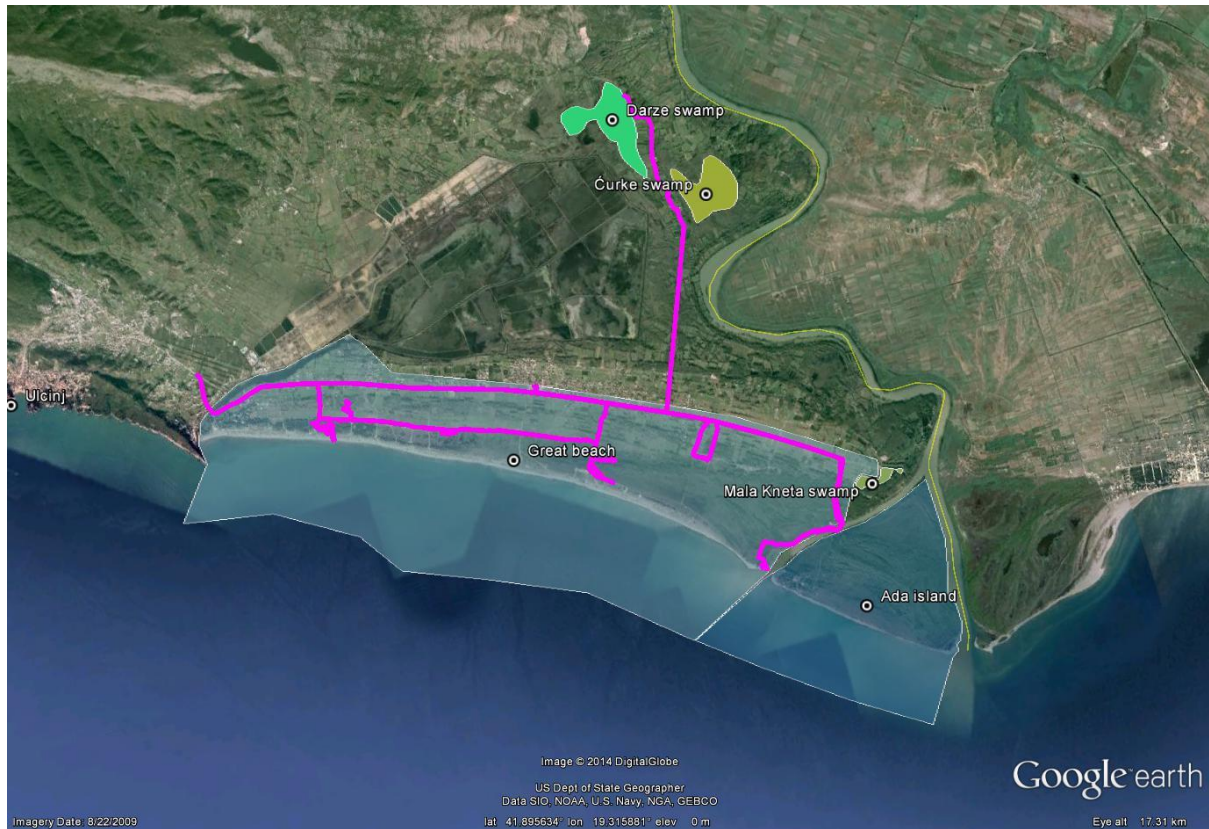 Darze swamp
Ćurke swamp
Ulcinj
Great beach
Mala Kneta swamp
Ada island
Image © 2014 DigitalGlobe
US Dept of State Geographer
Data SIO, NOAA, U.S. Navy, NGA, GEBCO
Google earth
Imagery Date: 8/22/2009 lat 41.895634° lon 19.315881° elev 0 m Eye alt 17.31 km